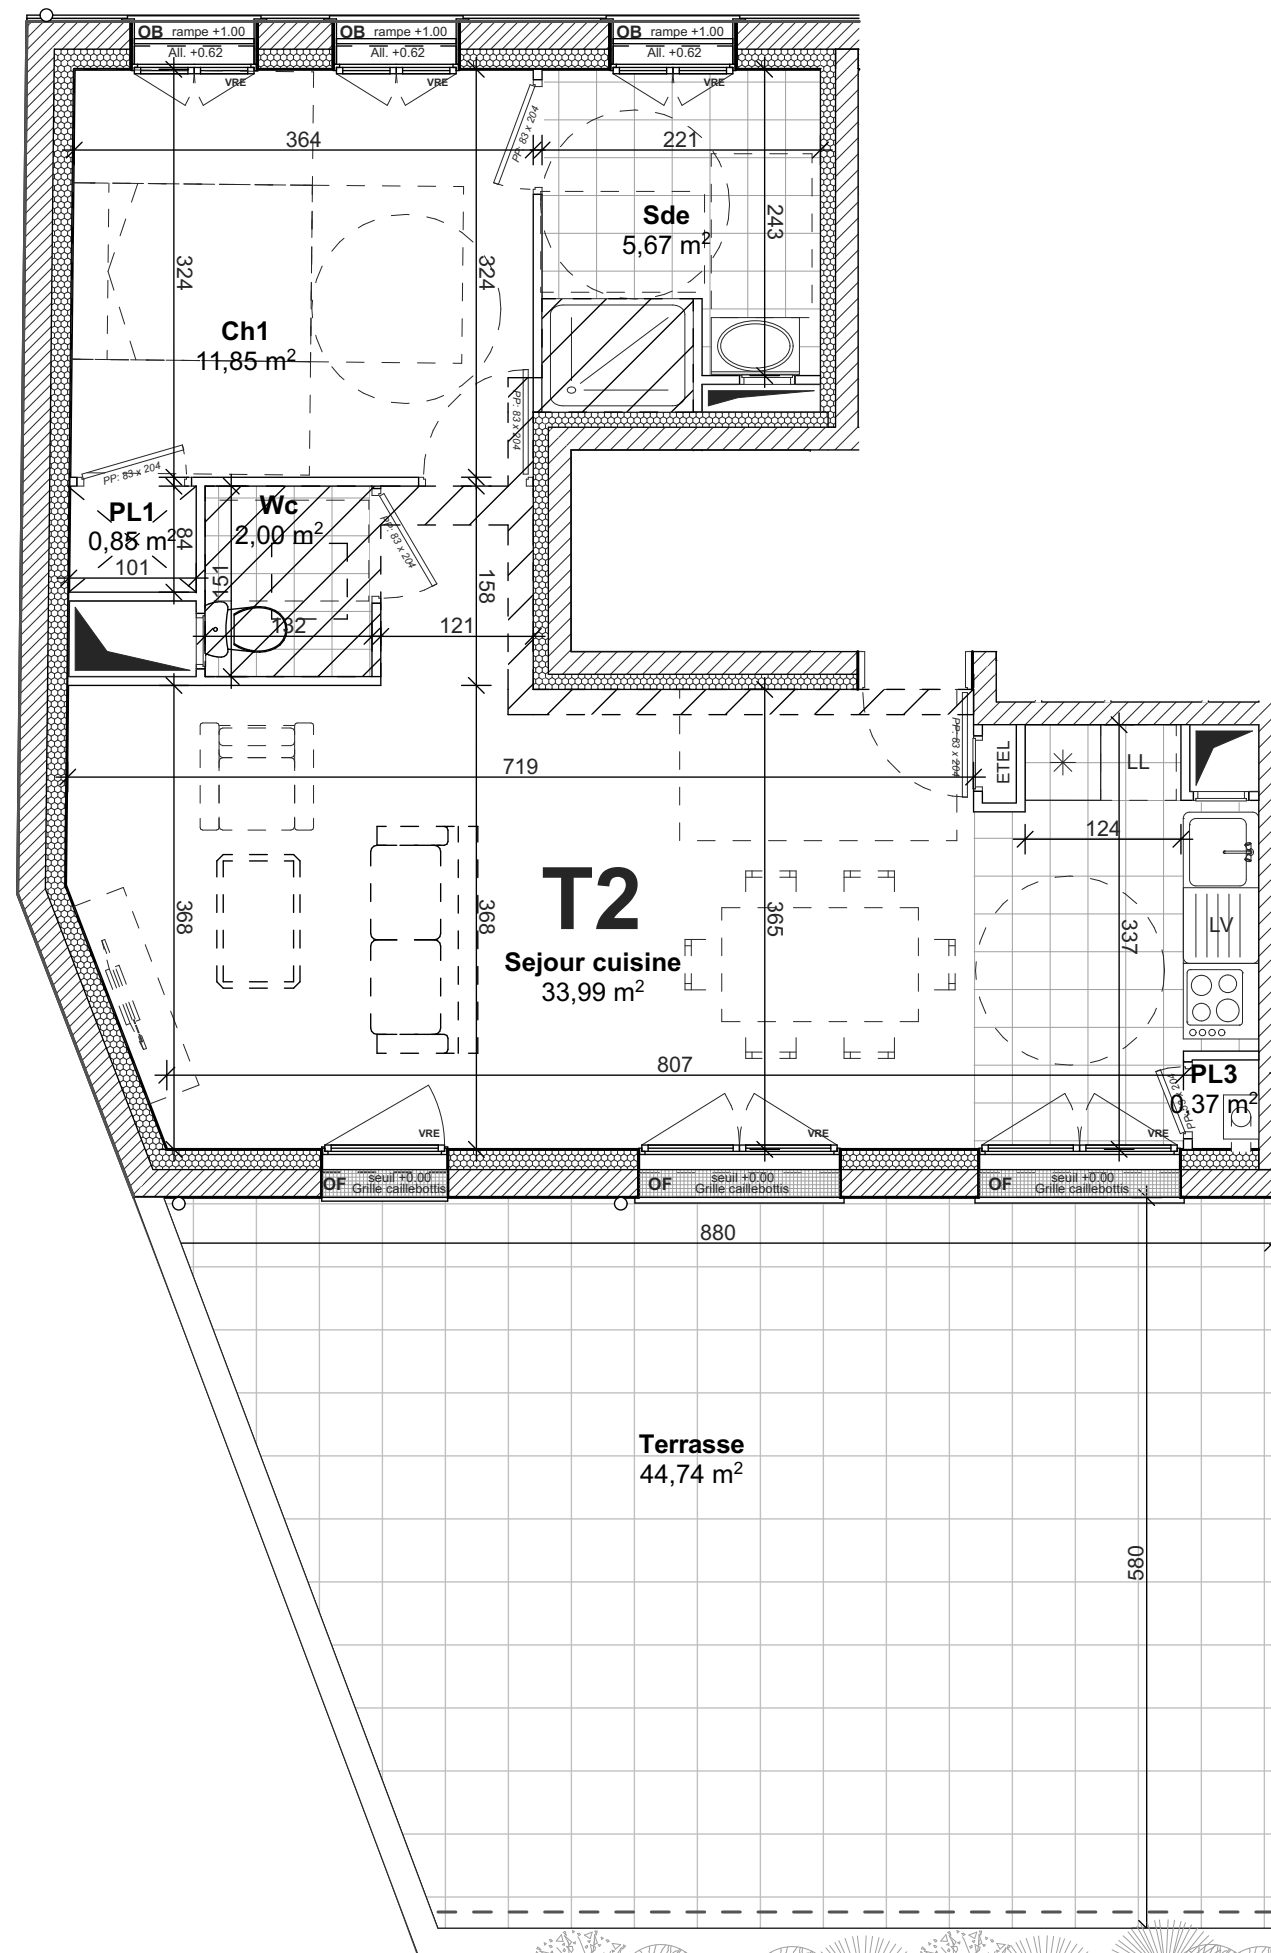 OB rampe +1.00
All. +0.62
VRE
OB rampe +1.00
All. +0.62
VRE
OB rampe +1.00
All. +0.62
VRE
PP: 83 x 204
364
221
Sde
5,67 m²
243
324
324
Ch1
11,85 m²
PP: 83 x 204
PP: 83 x 204
PL1
0,85 m²
84
101
Wc
2,00 m²
151
132
PP: 83 x 204
158
121
719
PP: 83 x 204
ETEL
LL
124
T2
Sejour cuisine
33,99 m²
368
368
365
337
LV
807
PL3
0,37 m²
VRE
VRE
VRE
OF seuil +0.00
Grille caillebottis
OF seuil +0.00
Grille caillebottis
OF seuil +0.00
Grille caillebottis
880
Terrasse
44,74 m²
580